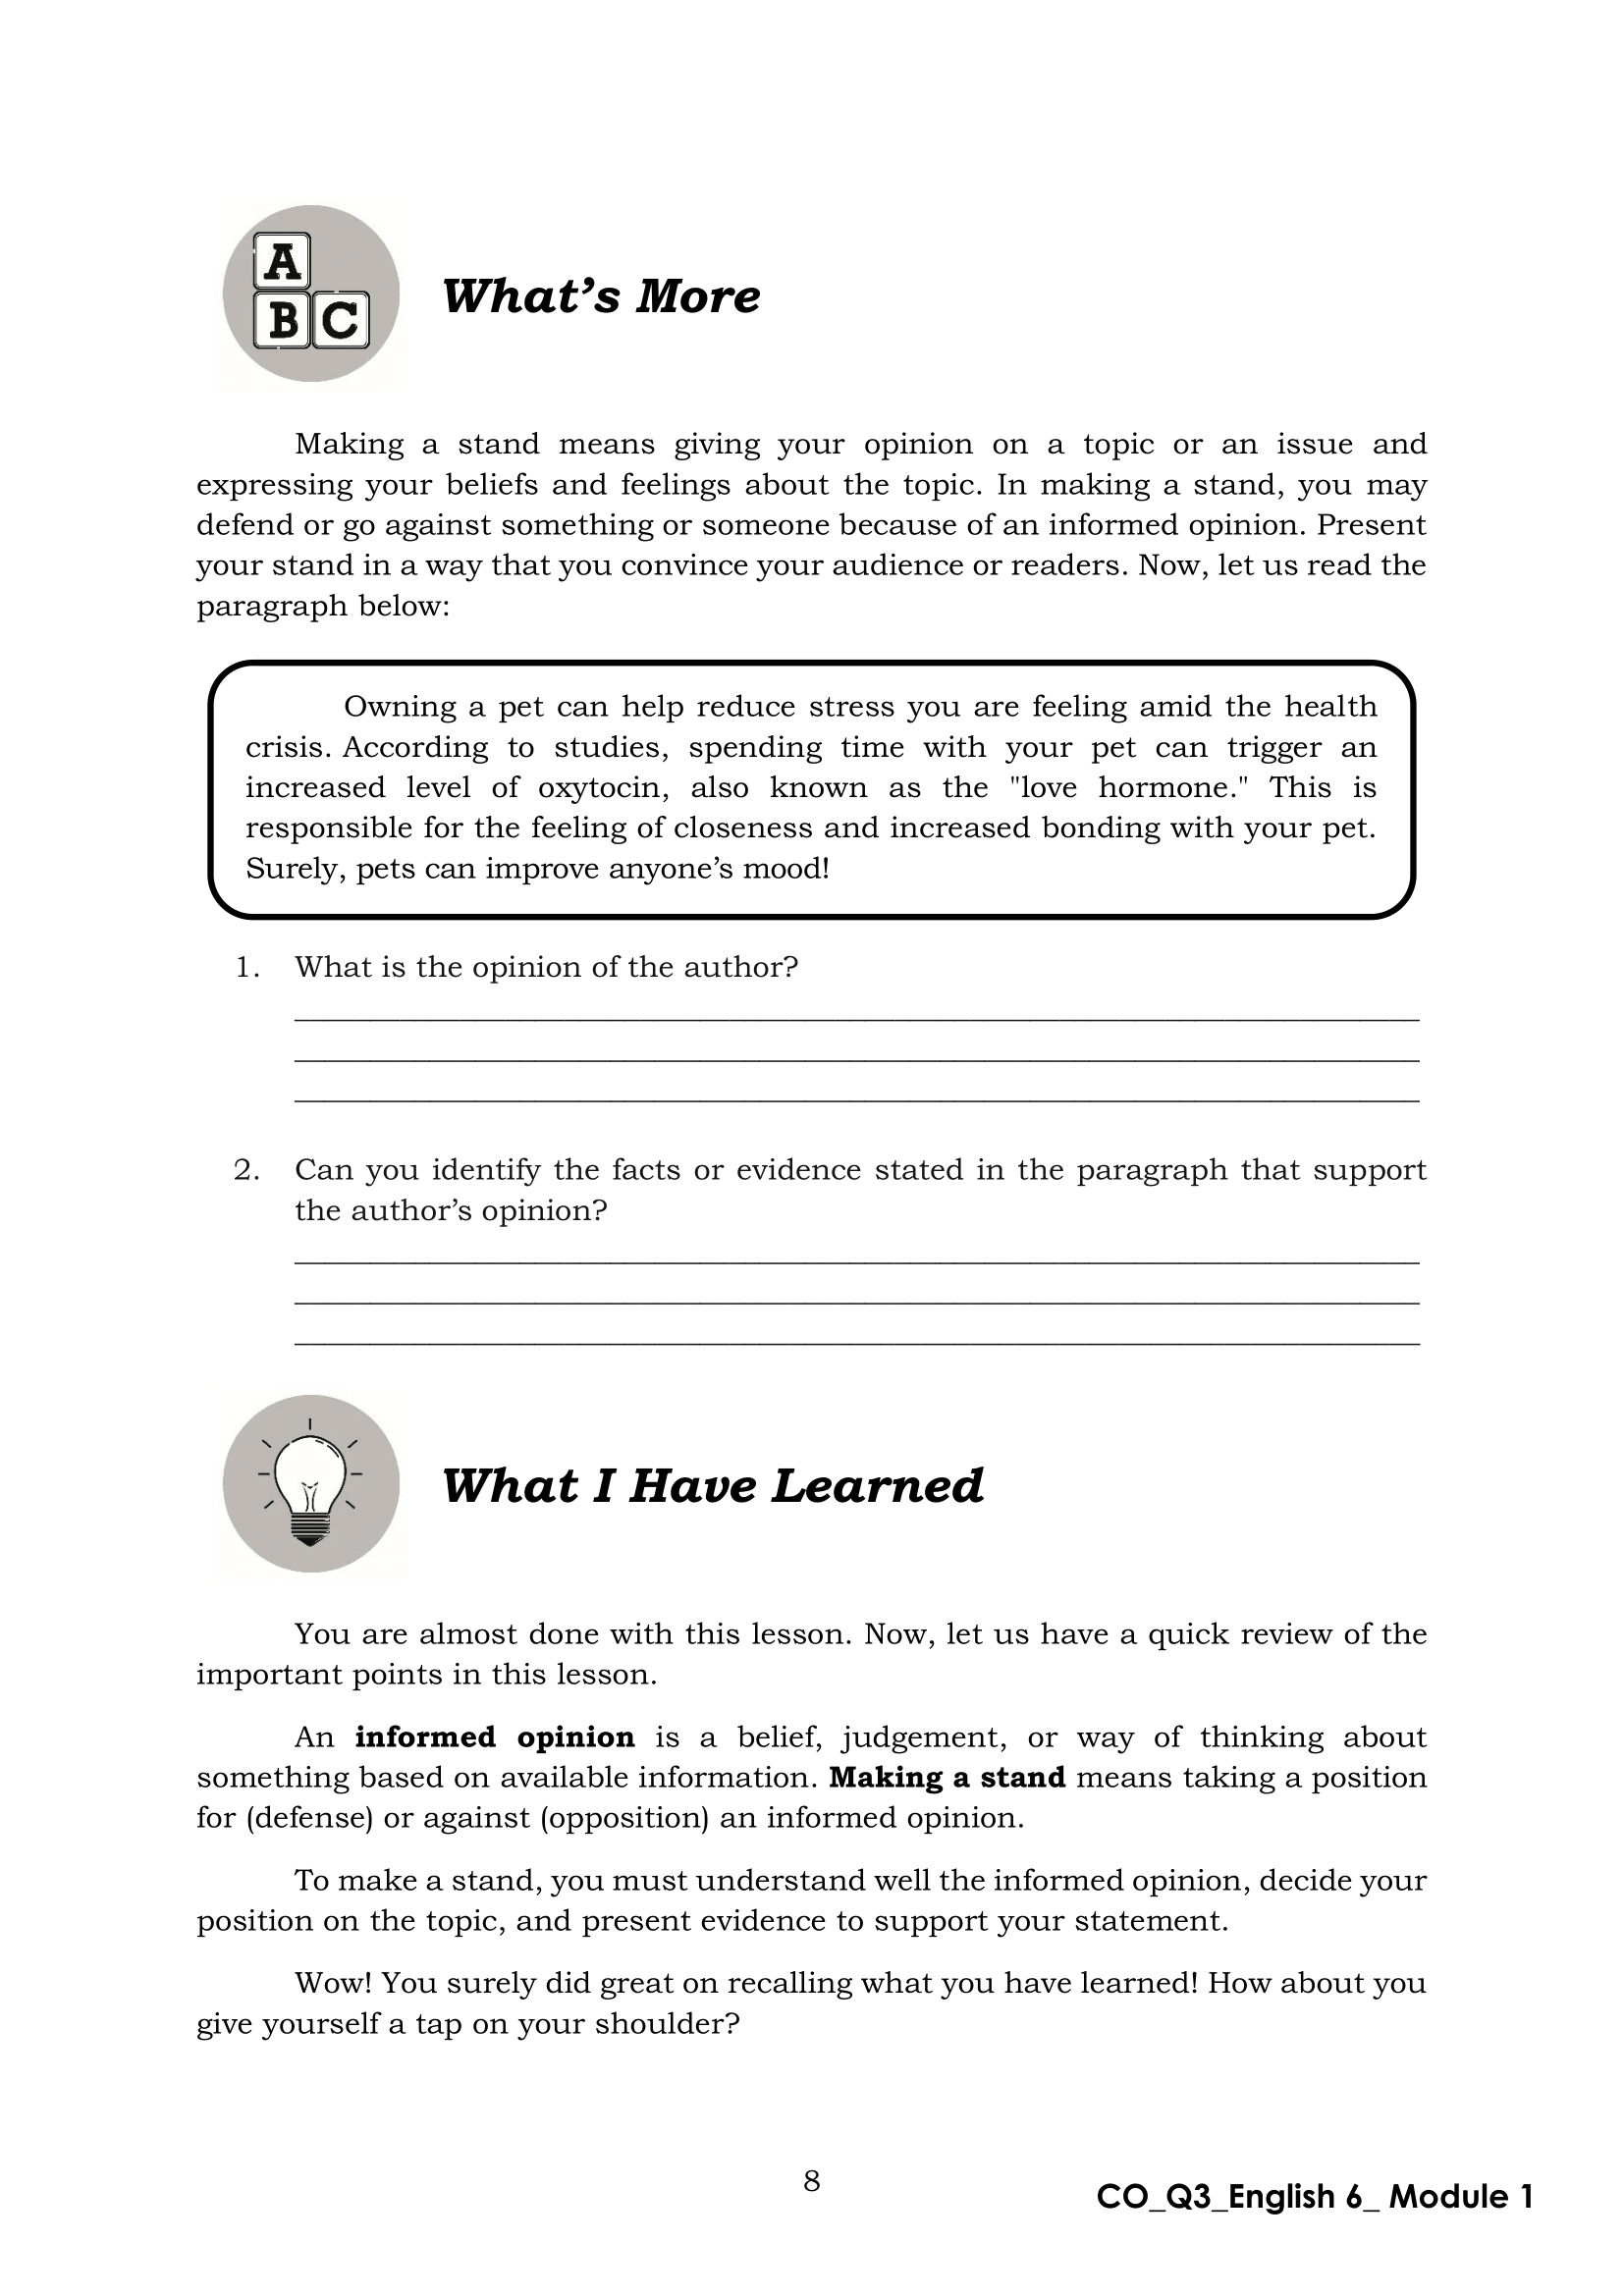 A
B C
What's More
Making a stand means giving your opinion on a topic or an issue and
expressing your beliefs and feelings about the topic. In making a stand, you may
defend or go against something or someone because of an informed opinion. Present
your stand in a way that you convince your audience or readers. Now, let us read the
paragraph below:
Owning a pet can help reduce stress you are feeling amid the health
crisis. According to studies, spending time with your pet can trigger an
increased level of oxytocin, also known as the "love hormone." This is
responsible for the feeling of closeness and increased bonding with your pet.
Surely, pets can improve anyone's mood!
1. What is the opinion of the author?
2. Can you identify the facts or evidence stated in the paragraph that support
the author's opinion?
What I Have Learned
You are almost done with this lesson. Now, let us have a quick review of the
important points in this lesson.
An informed opinion is a belief, judgement, or way of thinking about
something based on available information. Making a stand means taking a position
for (defense) or against (opposition) an informed opinion.
To make a stand, you must understand well the informed opinion, decide your
position on the topic, and present evidence to support your statement.
Wow! You surely did great on recalling what you have learned! How about you
give yourself a tap on your shoulder?
8
CO_Q3_English 6_ Module 1